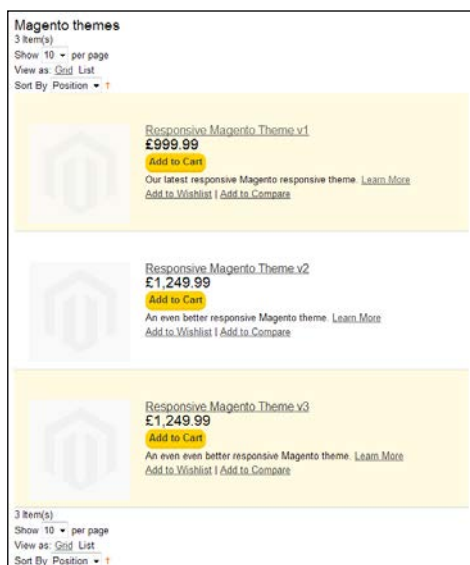 Magento themes
3 Item(s)
Show 10 per page
View as: Grid List
Sort By Position ↑
Responsive Magento Theme v1
£999.99
Add to Cart
Our latest responsive Magento responsive theme. Learn More
Add to Wishlist | Add to Compare
Responsive Magento Theme v2
£1,249.99
Add to Cart
An even better responsive Magento theme. Learn More
Add to Wishlist | Add to Compare
Responsive Magento Theme v3
£1,249.99
Add to Cart
An even even better responsive Magento theme. Learn More
Add to Wishlist | Add to Compare
3 Item(s)
Show 10 per page
View as: Grid List
Sort By Position ↑